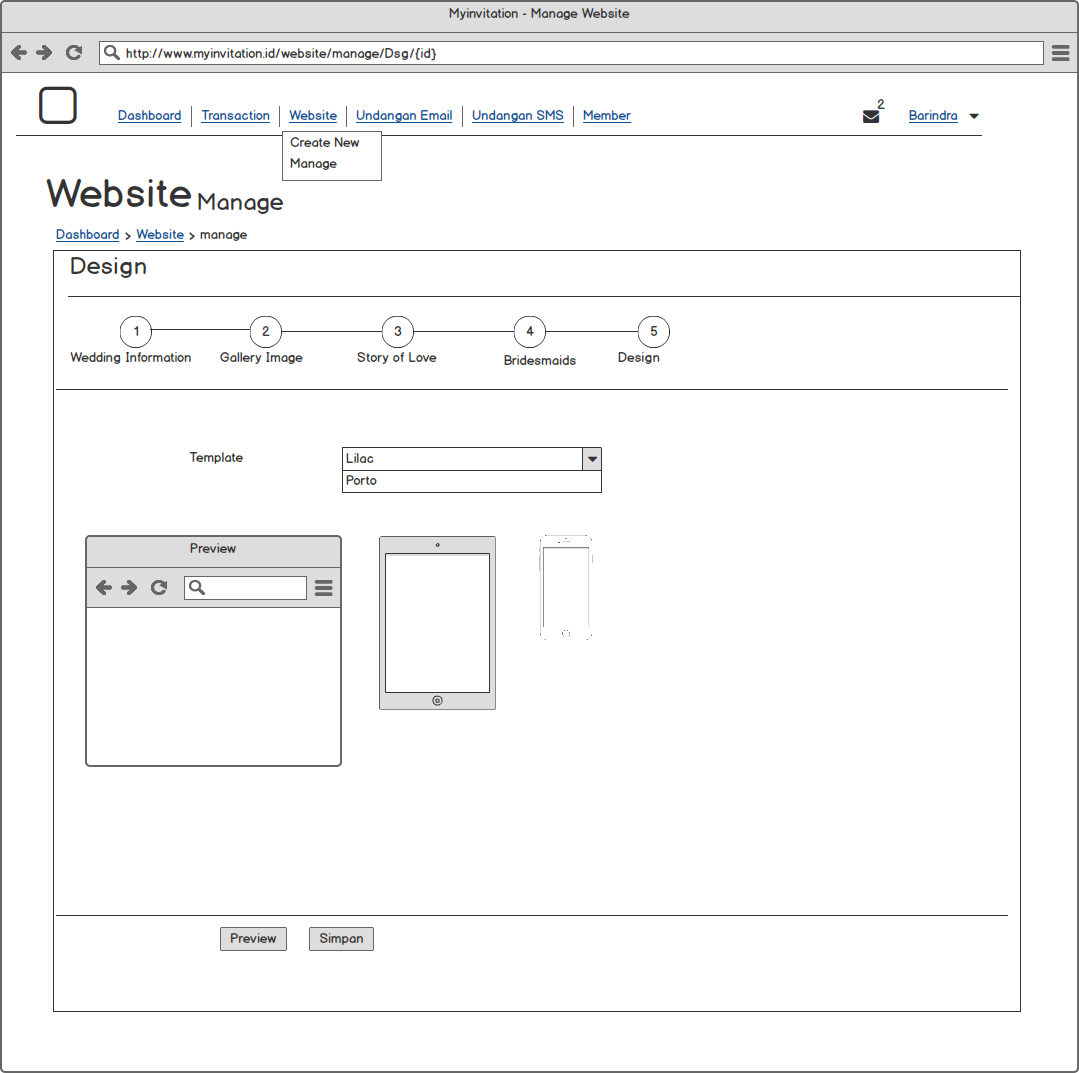 Myinvitation - Manage Website
http://www.myinvitation.id/website/manage/Dsg/{id}
Dashboard Transaction Website Undangan Email Undangan SMS Member 2 Barindra
Create New
Manage
Website Manage
Dashboard > Website > manage
Design
1 2 3 4 5
Wedding Information Gallery Image Story of Love Bridesmaids Design
Template Lilac
Porto
Preview
Preview Simpan